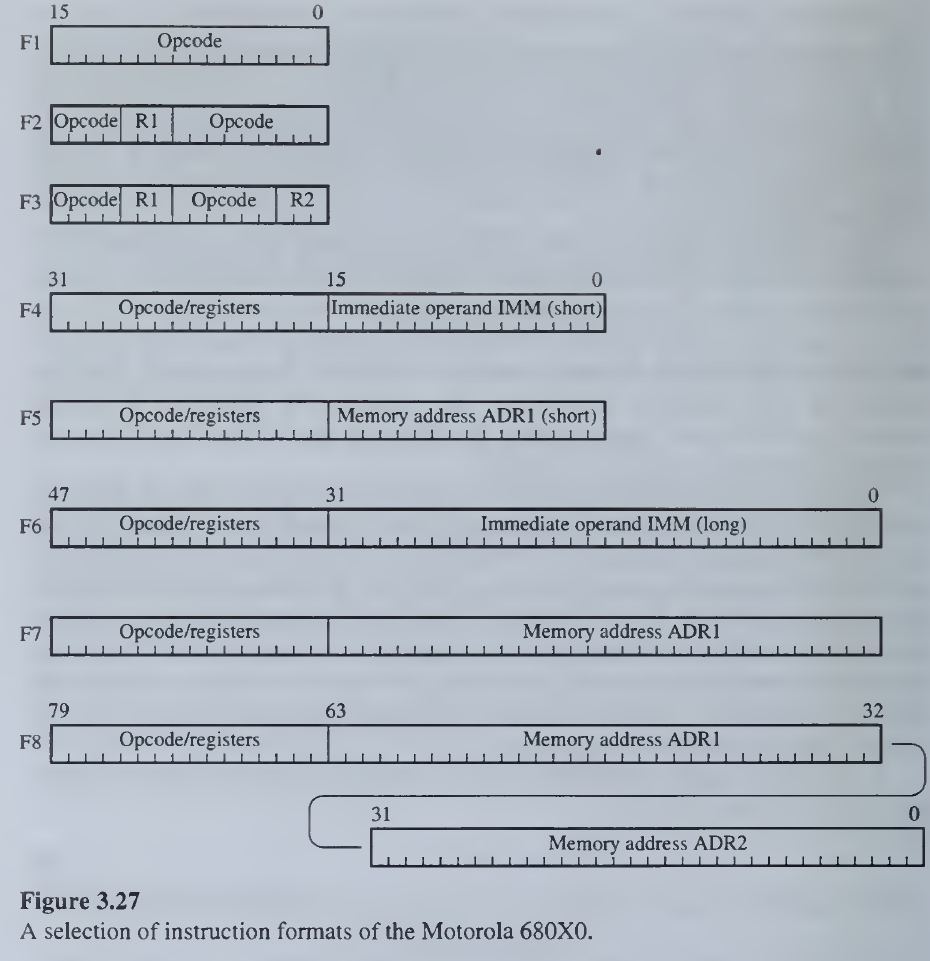 15 0
F1 Opcode
F2 Opcode R1 Opcode
F3 Opcode R1 Opcode R2
31 15 0
F4 Opcode/registers Immediate operand IMM (short)
F5 Opcode/registers Memory address ADR1 (short)
47 31 0
F6 Opcode/registers Immediate operand IMM (long)
F7 Opcode/registers Memory address ADR1
79 63 32
F8 Opcode/registers Memory address ADR1
31 0
Memory address ADR2
Figure 3.27
A selection of instruction formats of the Motorola 680X0.